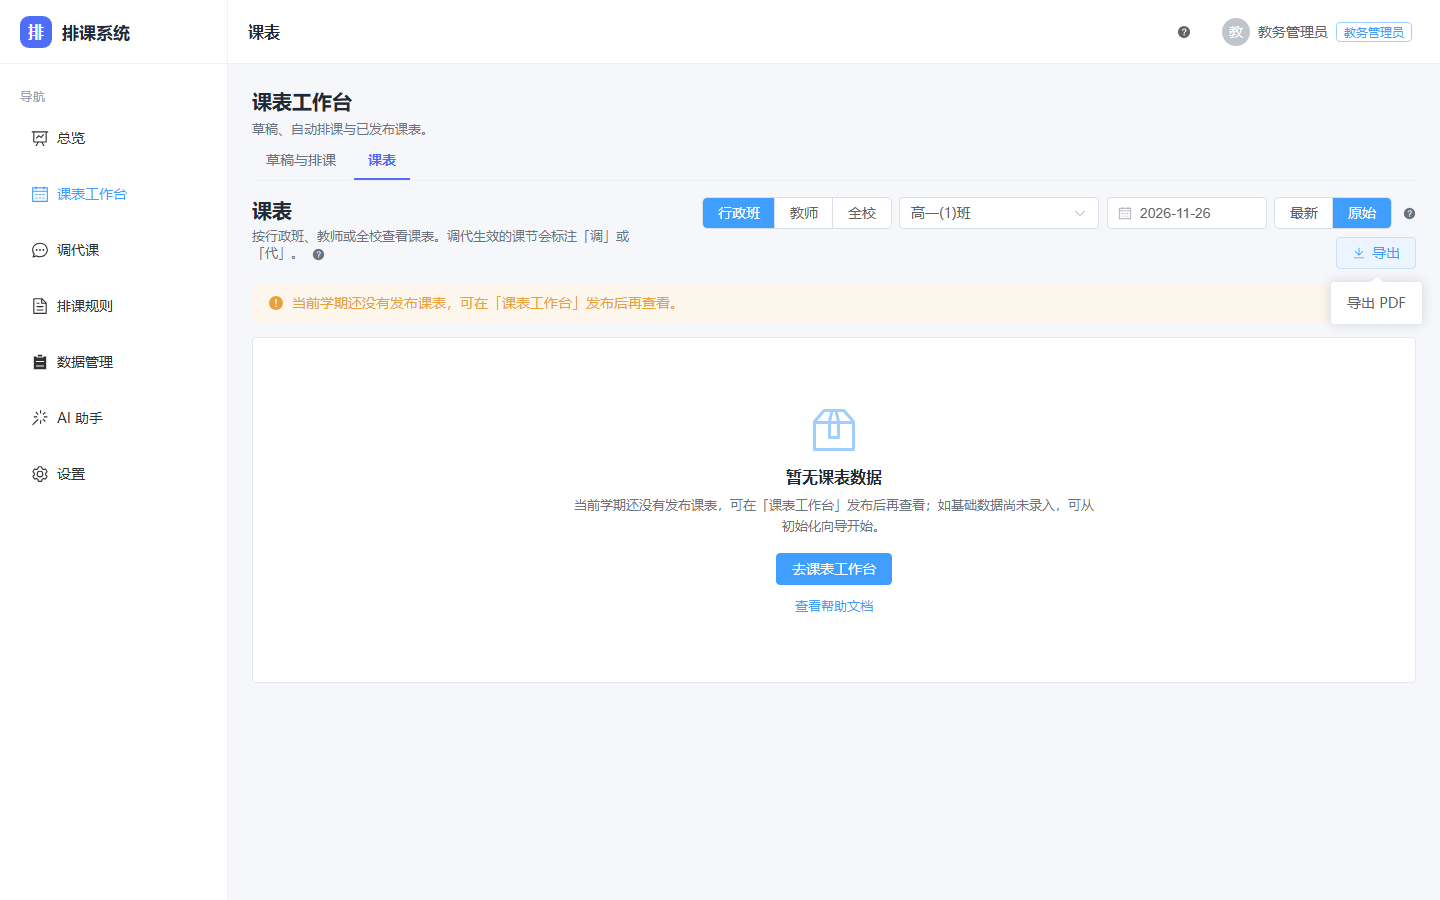 排 排课系统
课表
教 教务管理员 教务管理员
导航
总览
课表工作台
调代课
排课规则
数据管理
AI 助手
设置
课表工作台
草稿、自动排课与已发布课表。
草稿与排课 课表
课表
按行政班、教师或全校查看课表。调代生效的课节会标注「调」或
「代」。
行政班 教师 全校 高一(1)班 2026-11-26 最新 原始
导出
导出 PDF
当前学期还没有发布课表，可在「课表工作台」发布后再查看。
暂无课表数据
当前学期还没有发布课表，可在「课表工作台」发布后再查看；如基础数据尚未录入，可从
初始化向导开始。
去课表工作台
查看帮助文档